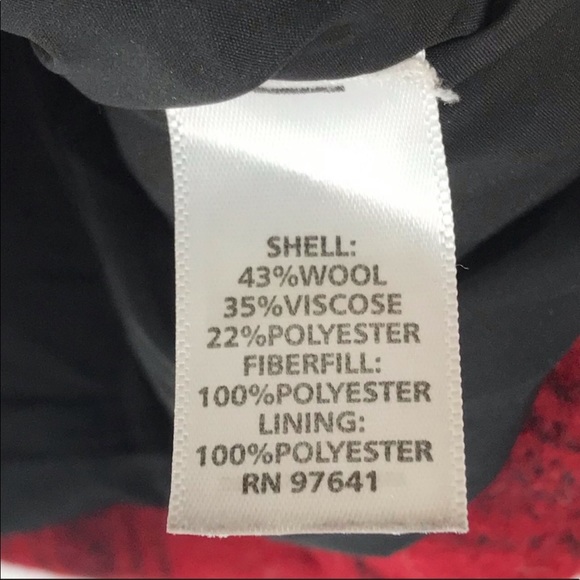 SHELL:
43%WOOL
35%VISCOSE
22%POLYESTER
FIBERFILL:
100%POLYESTER
LINING:
100%POLYESTER
RN 97641